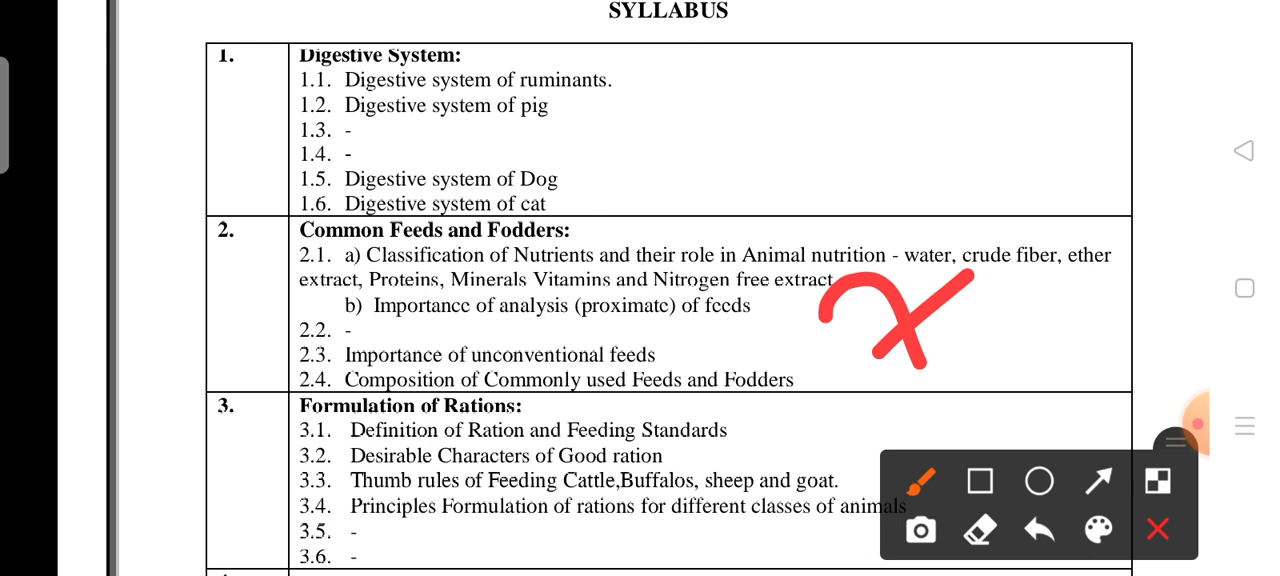 SYLLABUS
1. Digestive System:
1.1. Digestive system of ruminants.
1.2. Digestive system of pig
1.3. -
1.4. -
1.5. Digestive system of Dog
1.6. Digestive system of cat
2. Common Feeds and Fodders:
2.1. a) Classification of Nutrients and their role in Animal nutrition - water, crude fiber, ether
extract, Proteins, Minerals Vitamins and Nitrogen free extract
b) Importance of analysis (proximate) of feeds
2.2. -
2.3. Importance of unconventional feeds
2.4. Composition of Commonly used Feeds and Fodders
3. Formulation of Rations:
3.1. Definition of Ration and Feeding Standards
3.2. Desirable Characters of Good ration
3.3. Thumb rules of Feeding Cattle,Buffalos, sheep and goat.
3.4. Principles Formulation of rations for different classes of animals
3.5. -
3.6. -